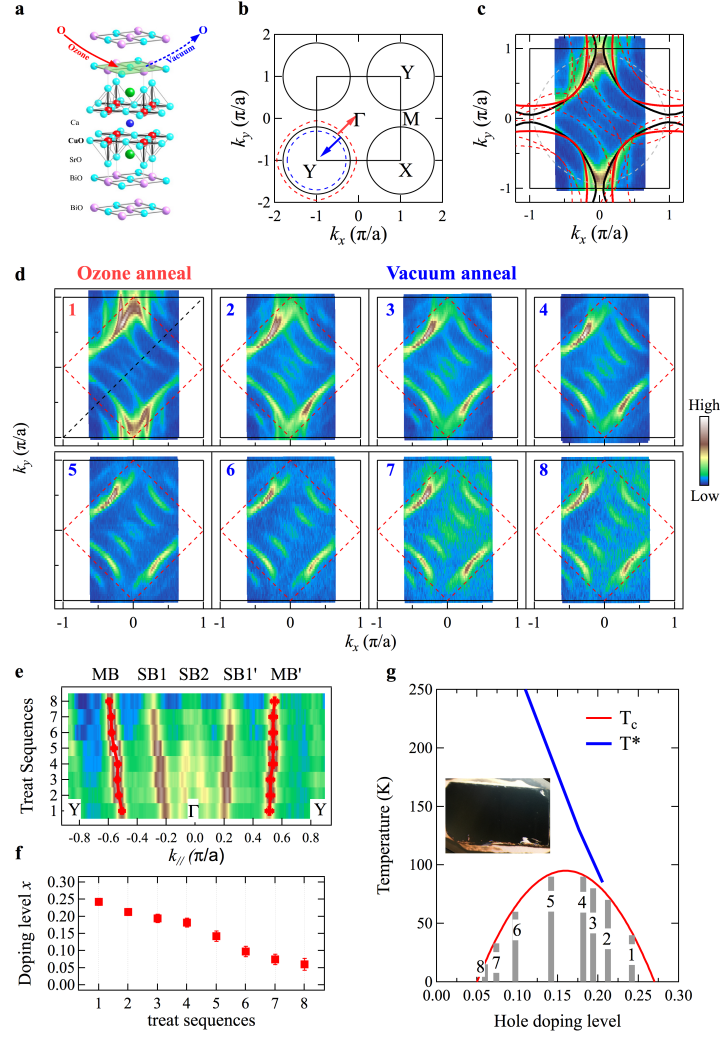 a
O
O
Ozone
Vacuum
Ca
CuO
SrO
BiO
BiO
b
2
1
0
-1
-2
k_y (π/a)
Y
Γ
M
Y
X
-2
-1
0
1
2
k_x (π/a)
c
1
0
-1
k_y (π/a)
-1
0
1
k_x (π/a)
d
Ozone anneal
Vacuum anneal
1
2
3
4
5
6
7
8
k_y (π/a)
-1
0
1
0
1
0
1
0
1
k_x (π/a)
High
Low
e
MB
SB1
SB2
SB1'
MB'
Treat Sequences
8
7
6
5
4
3
2
1
Y
Γ
Y
-0.8
-0.6
-0.4
-0.2
0.0
0.2
0.4
0.6
0.8
k_// (π/a)
f
Doping level x
0.30
0.25
0.20
0.15
0.10
0.05
0.00
1
2
3
4
5
6
7
8
treat sequences
g
250
200
150
100
50
0
Temperature (K)
T_c
T*
8
7
6
5
4
3
2
1
0.00
0.05
0.10
0.15
0.20
0.25
0.30
Hole doping level